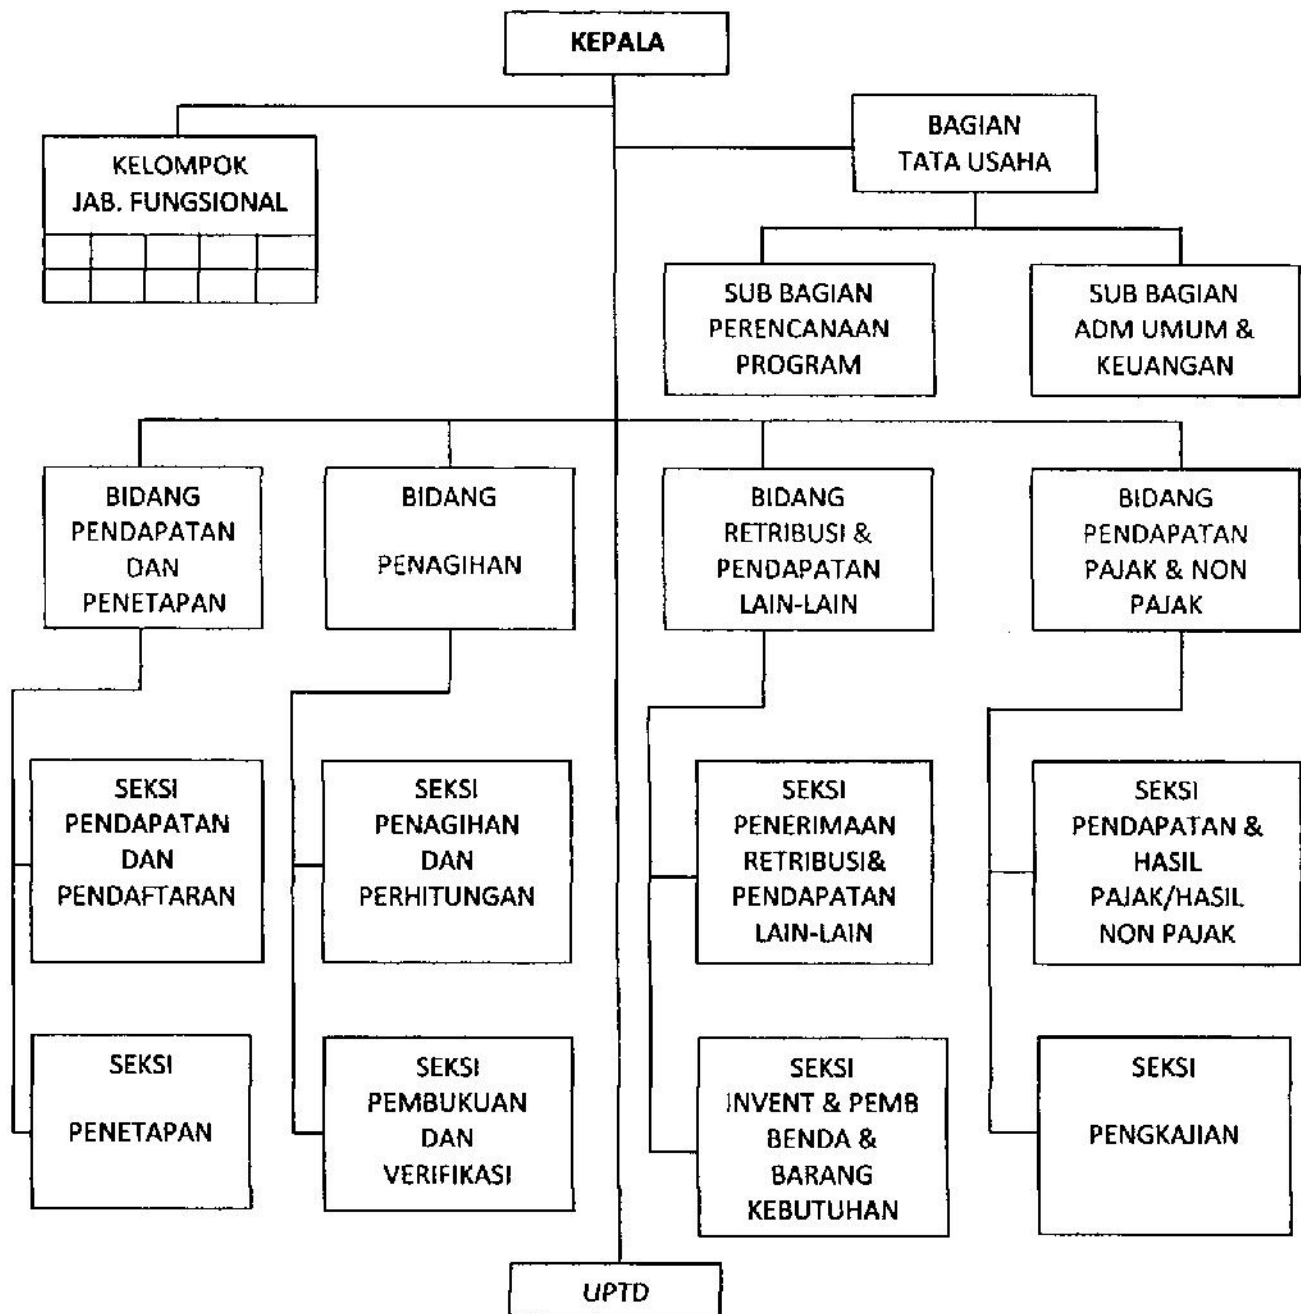 KEPALA
BAGIAN
TATA USAHA
KELOMPOK
JAB. FUNGSIONAL
SUB BAGIAN
PERENCANAAN
PROGRAM
SUB BAGIAN
ADM UMUM &
KEUANGAN
BIDANG
PENDAPATAN
DAN
PENETAPAN
BIDANG
PENAGIHAN
BIDANG
RETRIBUSI &
PENDAPATAN
LAIN-LAIN
BIDANG
PENDAPATAN
PAJAK & NON
PAJAK
SEKSI
PENDAPATAN
DAN
PENDAFTARAN
SEKSI
PENAGIHAN
DAN
PERHITUNGAN
SEKSI
PENERIMAAN
RETRIBUSI&
PENDAPATAN
LAIN-LAIN
SEKSI
PENDAPATAN &
HASIL
PAJAK/HASIL
NON PAJAK
SEKSI
PENETAPAN
SEKSI
PEMBUKUAN
DAN
VERIFIKASI
SEKSI
INVENT & PEMB
BENDA &
BARANG
KEBUTUHAN
SEKSI
PENGKAJIAN
UPTD